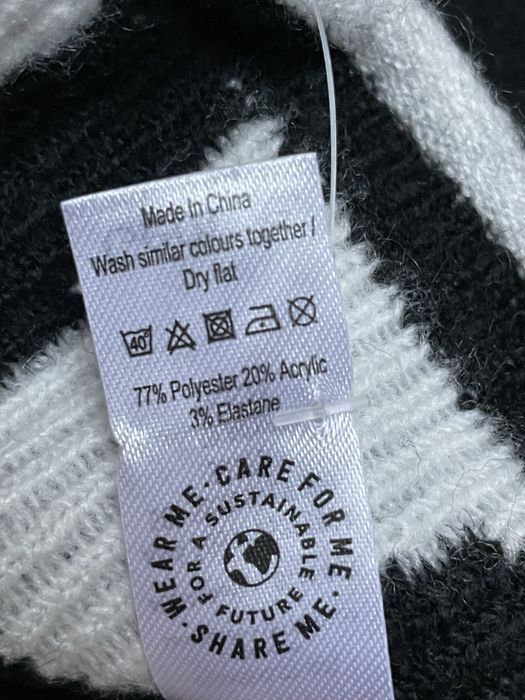 Made In China
Wash similar colours together /
Dry flat
40°
77% Polyester 20% Acrylic
3% Elastane
WEAR ME · CARE FOR ME · SHARE ME ·
FOR A SUSTAINABLE FUTURE